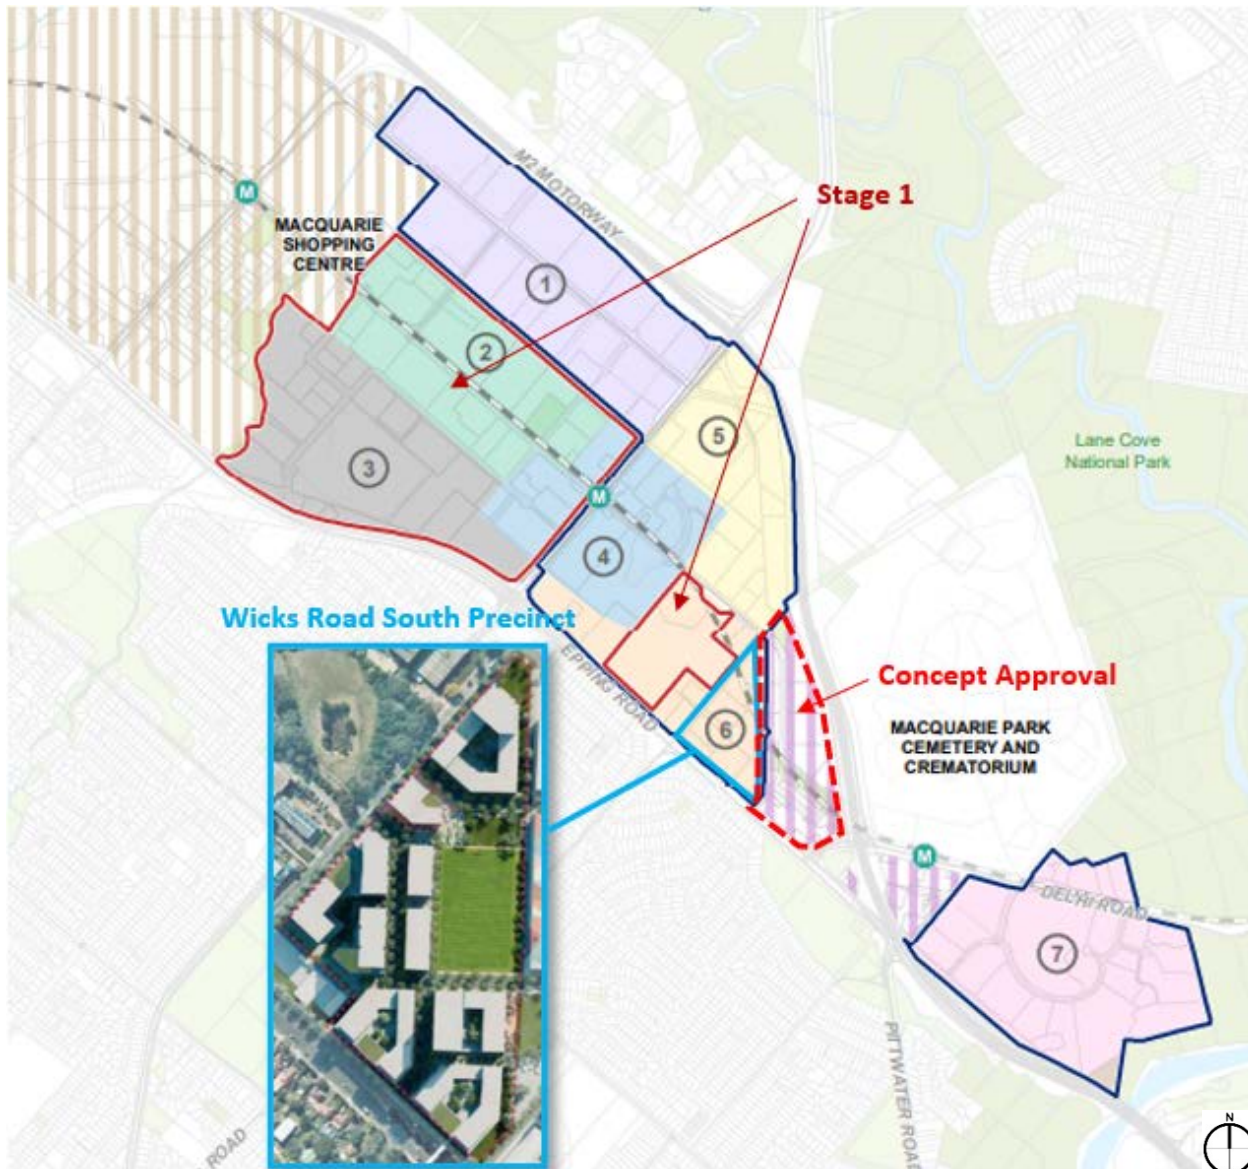 M2 MOTORWAY
Stage 1
M
MACQUARIE
SHOPPING
CENTRE
1
2
3
5
Lane Cove
National Park
M
4
Wicks Road South Precinct
EPPING ROAD
Concept Approval
6
MACQUARIE PARK
CEMETERY AND
CREMATORIUM
M
DELHI ROAD
7
PITTWATER ROAD
ROAD
N